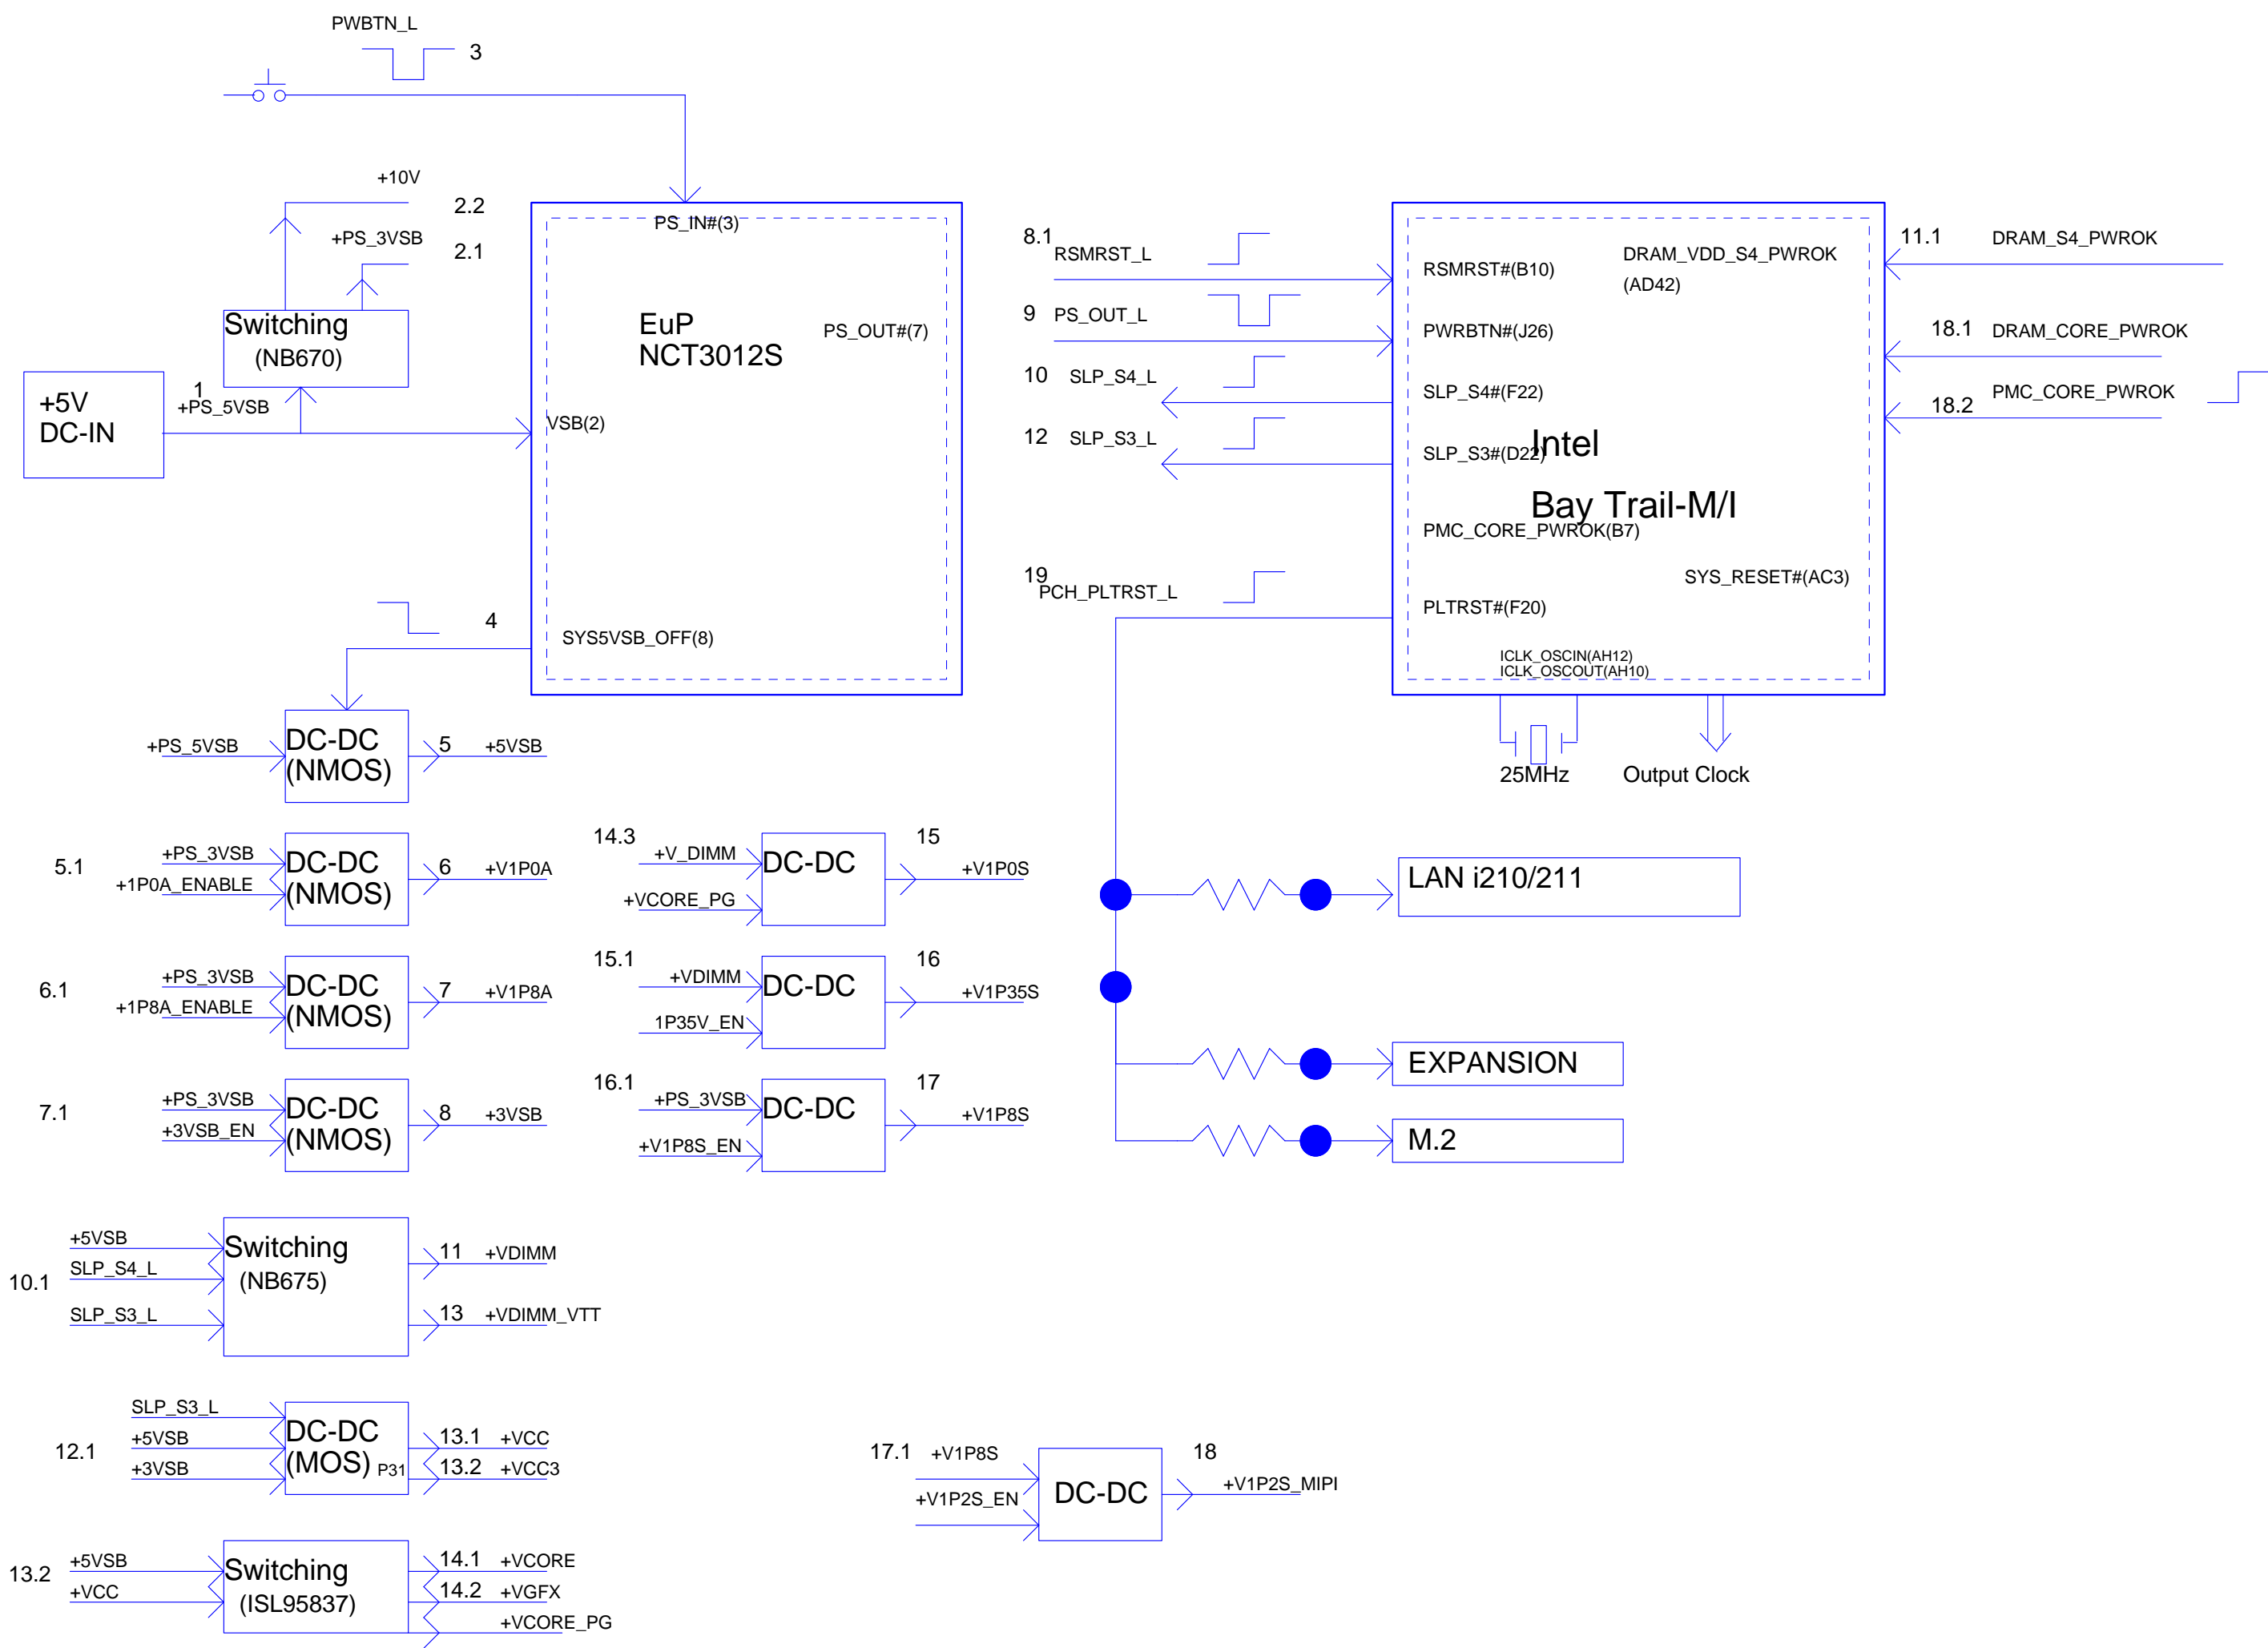 PWBTN_L
3
+10V
2.2
+PS_3VSB
2.1
Switching
(NB670)
+5V
DC-IN
1
+PS_5VSB
PS_IN#(3)
EuP
NCT3012S
PS_OUT#(7)
VSB(2)
SYS5VSB_OFF(8)
4
8.1
RSMRST_L
9
PS_OUT_L
10
SLP_S4_L
12
SLP_S3_L
19
PCH_PLTRST_L
RSMRST#(B10)
DRAM_VDD_S4_PWROK
(AD42)
PWRBTN#(J26)
SLP_S4#(F22)
SLP_S3#(D22)
Intel
Bay Trail-M/I
PMC_CORE_PWROK(B7)
SYS_RESET#(AC3)
PLTRST#(F20)
ICLK_OSCIN(AH12)
ICLK_OSCOUT(AH10)
25MHz
Output Clock
11.1
DRAM_S4_PWROK
18.1
DRAM_CORE_PWROK
18.2
PMC_CORE_PWROK
+PS_5VSB
DC-DC
(NMOS)
5
+5VSB
5.1
+PS_3VSB
+1P0A_ENABLE
DC-DC
(NMOS)
6
+V1P0A
6.1
+PS_3VSB
+1P8A_ENABLE
DC-DC
(NMOS)
7
+V1P8A
7.1
+PS_3VSB
+3VSB_EN
DC-DC
(NMOS)
8
+3VSB
14.3
+V_DIMM
+VCORE_PG
DC-DC
15
+V1P0S
15.1
+VDIMM
1P35V_EN
DC-DC
16
+V1P35S
16.1
+PS_3VSB
+V1P8S_EN
DC-DC
17
+V1P8S
LAN i210/211
EXPANSION
M.2
10.1
+5VSB
SLP_S4_L
SLP_S3_L
Switching
(NB675)
11
+VDIMM
13
+VDIMM_VTT
12.1
SLP_S3_L
+5VSB
+3VSB
DC-DC
(MOS)
P31
13.1
+VCC
13.2
+VCC3
17.1
+V1P8S
+V1P2S_EN
DC-DC
18
+V1P2S_MIPI
13.2
+5VSB
+VCC
Switching
(ISL95837)
14.1
+VCORE
14.2
+VGFX
+VCORE_PG